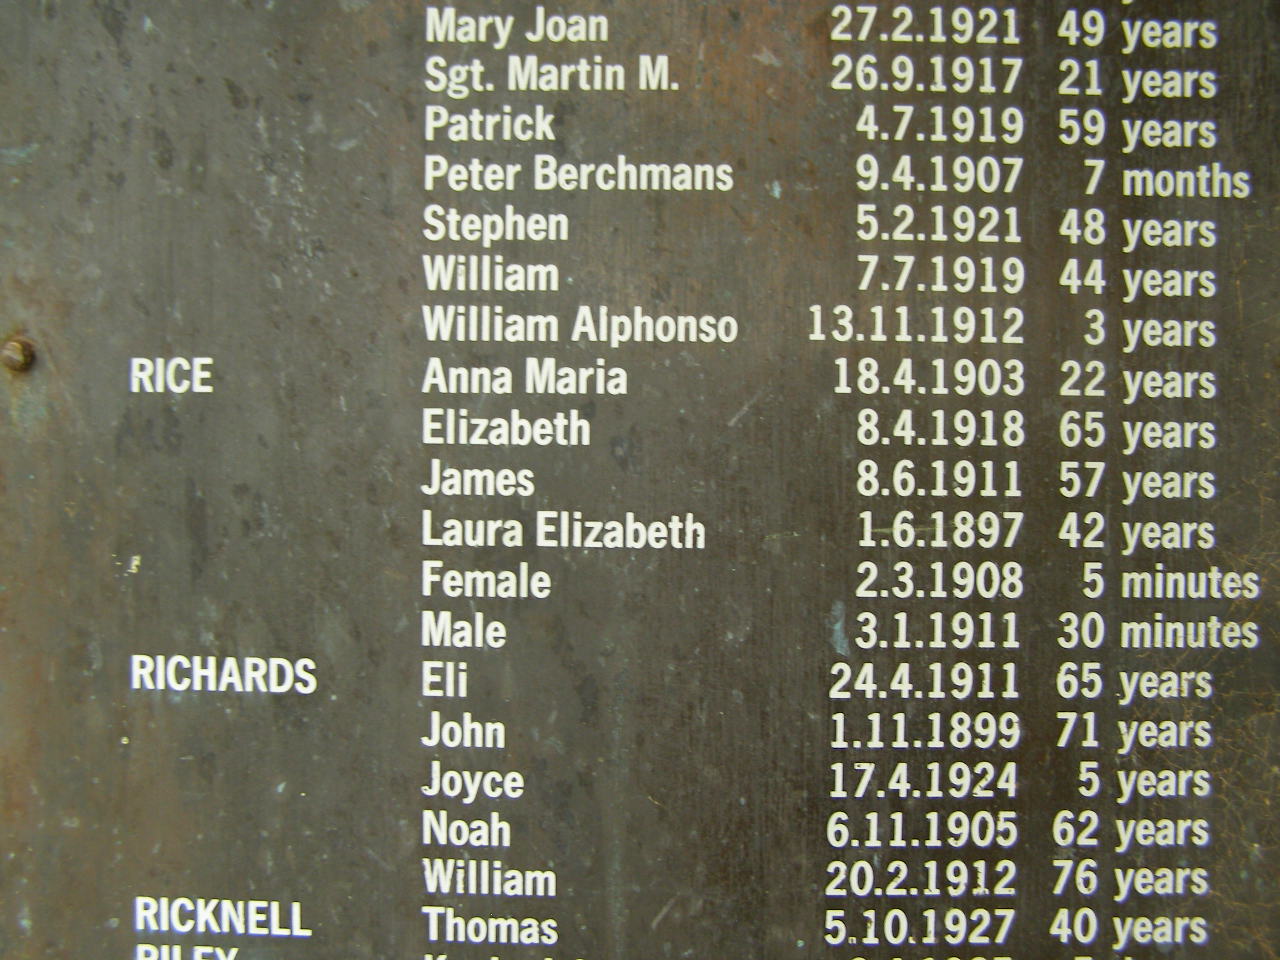 Mary Joan 27.2.1921 49 years
Sgt. Martin M. 26.9.1917 21 years
Patrick 4.7.1919 59 years
Peter Berchmans 9.4.1907 7 months
Stephen 5.2.1921 48 years
William 7.7.1919 44 years
William Alphonso 13.11.1912 3 years
RICE Anna Maria 18.4.1903 22 years
Elizabeth 8.4.1918 65 years
James 8.6.1911 57 years
Laura Elizabeth 1.6.1897 42 years
Female 2.3.1908 5 minutes
Male 3.1.1911 30 minutes
RICHARDS Eli 24.4.1911 65 years
John 1.11.1899 71 years
Joyce 17.4.1924 5 years
Noah 6.11.1905 62 years
William 20.2.1912 76 years
RICKNELL Thomas 5.10.1927 40 years
RILEY